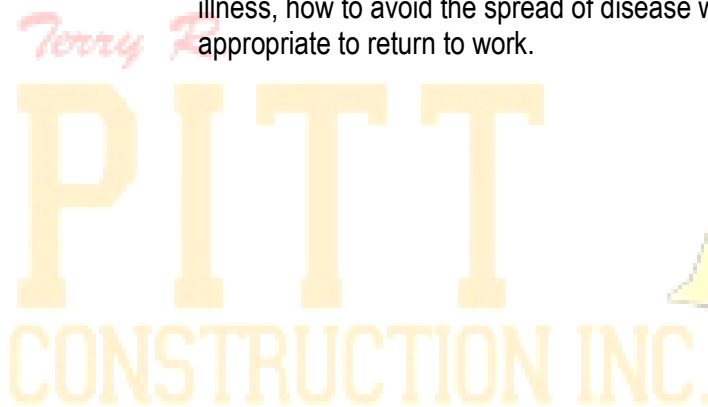 illness, how to avoid the spread of disease w
appropriate to return to work.
Terry R
PITT
CONSTRUCTION INC.